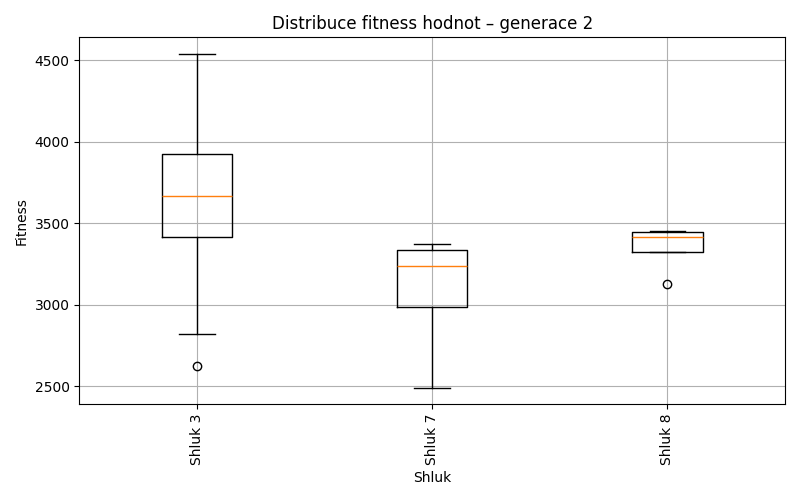 Distribuce fitness hodnot – generace 2
Fitness
4500
4000
3500
3000
2500
Shluk 3
Shluk 7
Shluk 8
Shluk